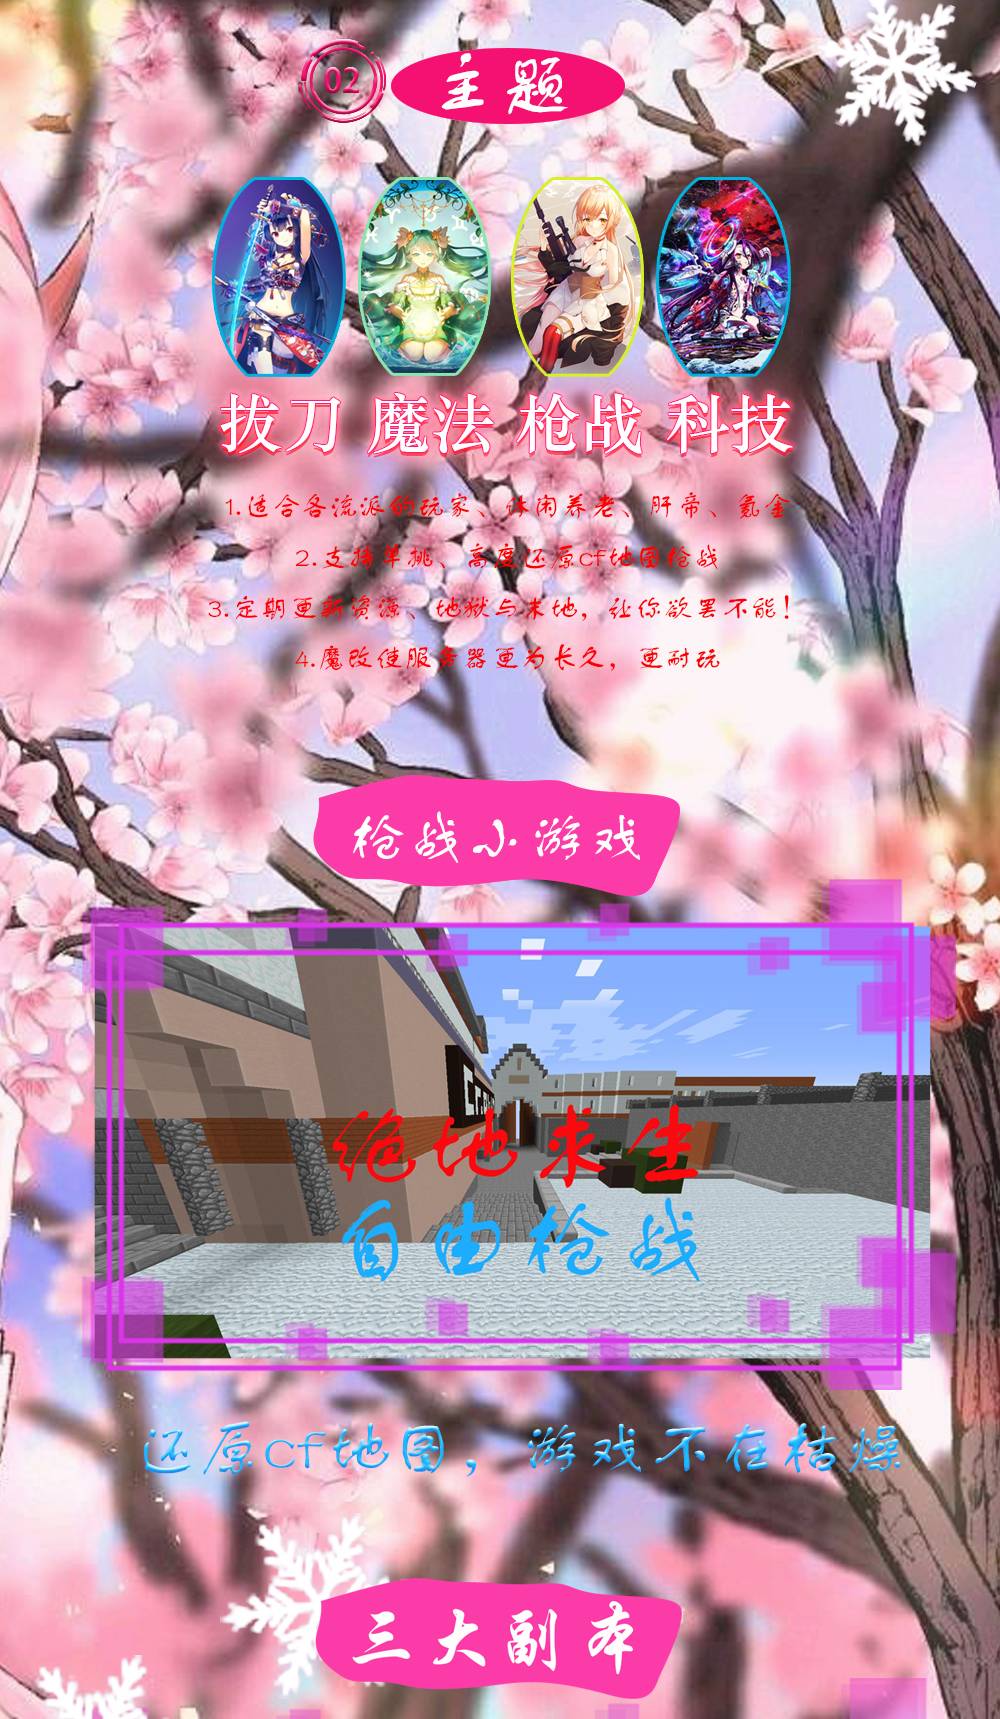 02 主题
拔刀 魔法 枪战 科技
1.适合各流派的玩家、休闲养老、肝帝、氪金
2.支持单挑、高度还原cf地图枪战
3.定期更新资源、地狱与末地，让你欲罢不能！
4.魔改使服务器更为长久，更耐玩
枪战小游戏
绝地求生
自由枪战
还原cf地图，游戏不在枯燥
三大副本